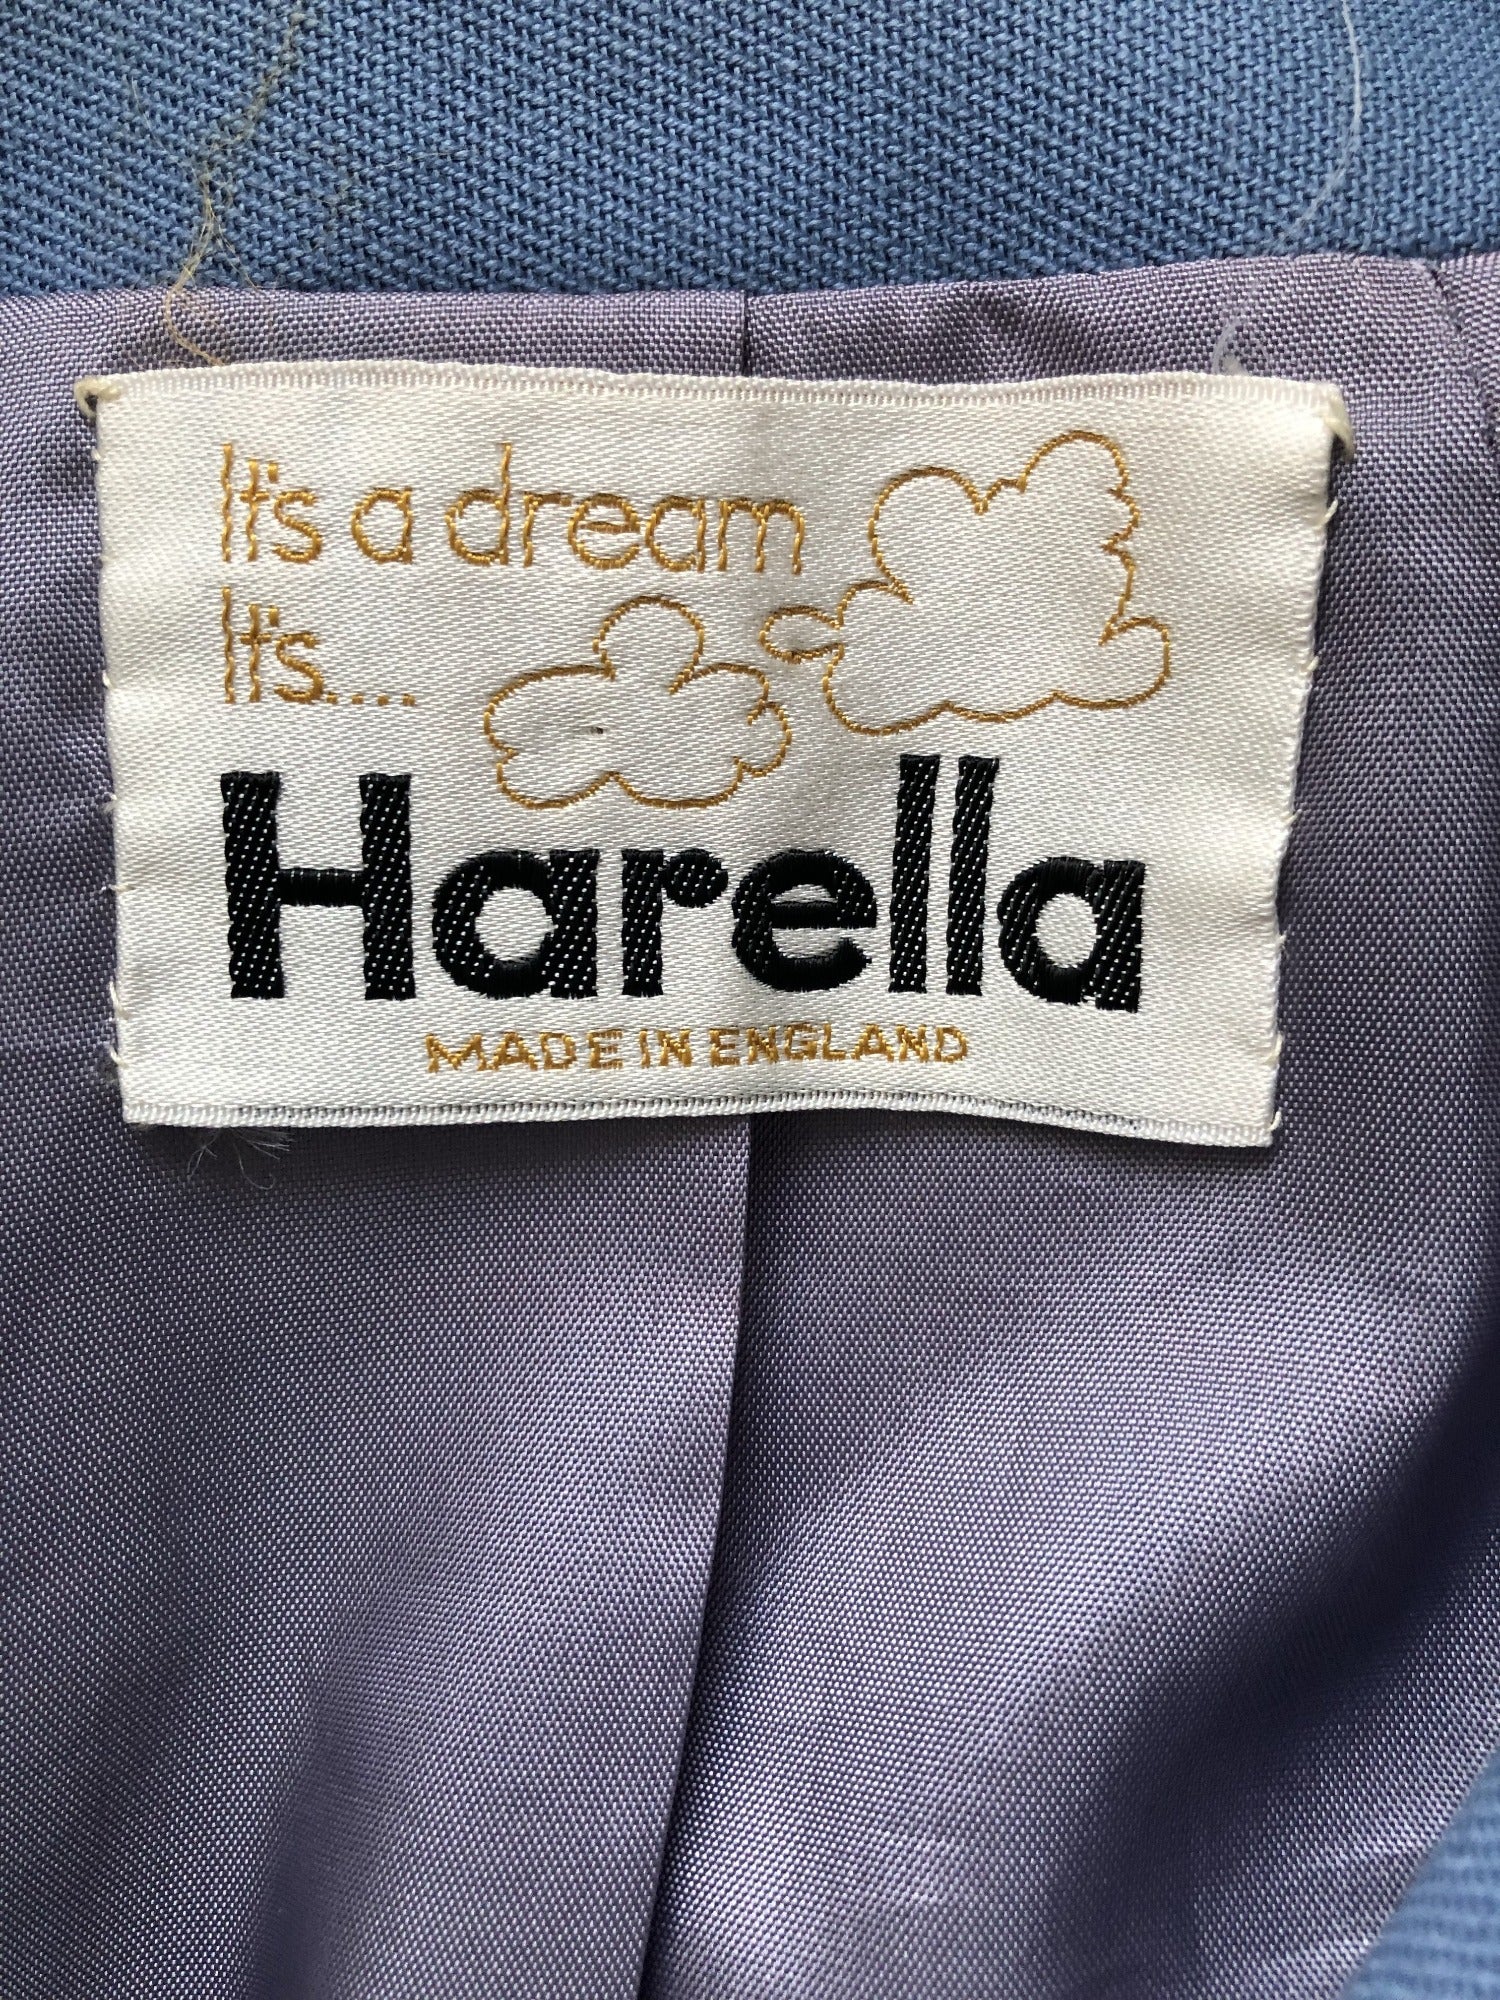 It's a dream
It's....
Harella
MADE IN ENGLAND